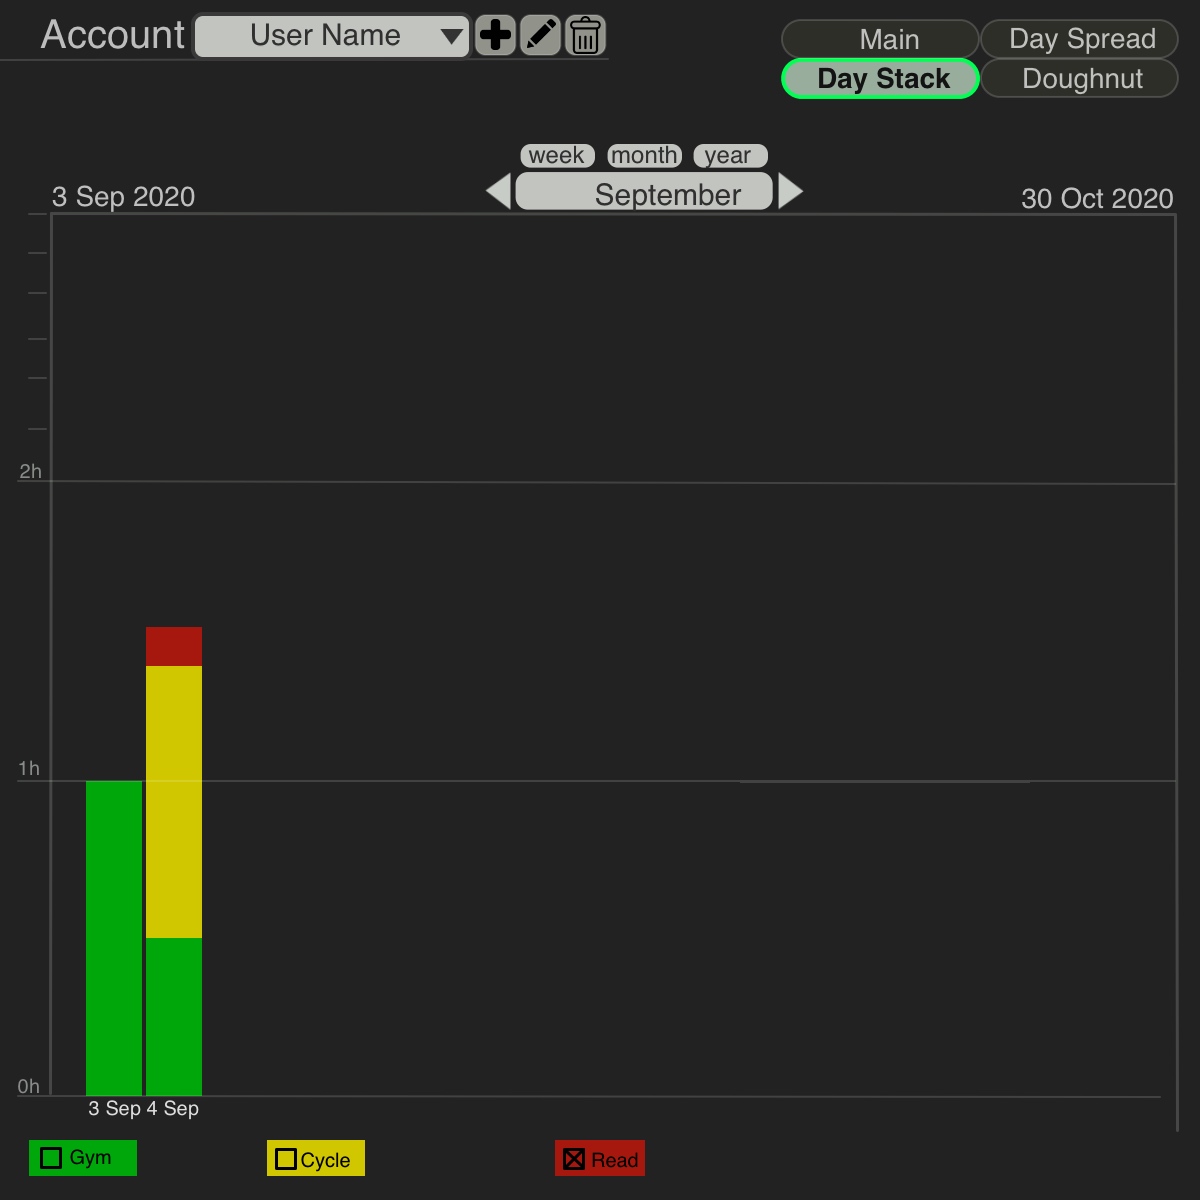 Account User Name
Main Day Spread
Day Stack Doughnut
week month year
3 Sep 2020 September 30 Oct 2020
2h
1h
0h
3 Sep 4 Sep
Gym Cycle Read